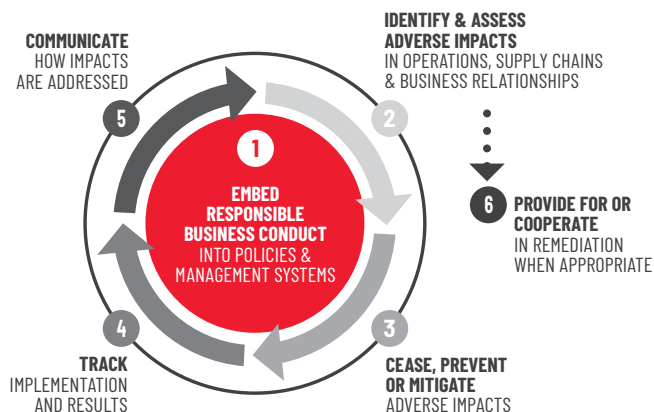 1
EMBED
RESPONSIBLE
BUSINESS CONDUCT
INTO POLICIES &
MANAGEMENT SYSTEMS
2
IDENTIFY & ASSESS
ADVERSE IMPACTS
IN OPERATIONS, SUPPLY CHAINS
& BUSINESS RELATIONSHIPS
3
CEASE, PREVENT
OR MITIGATE
ADVERSE IMPACTS
4
TRACK
IMPLEMENTATION
AND RESULTS
5
COMMUNICATE
HOW IMPACTS
ARE ADDRESSED
6
PROVIDE FOR OR
COOPERATE
IN REMEDIATION
WHEN APPROPRIATE